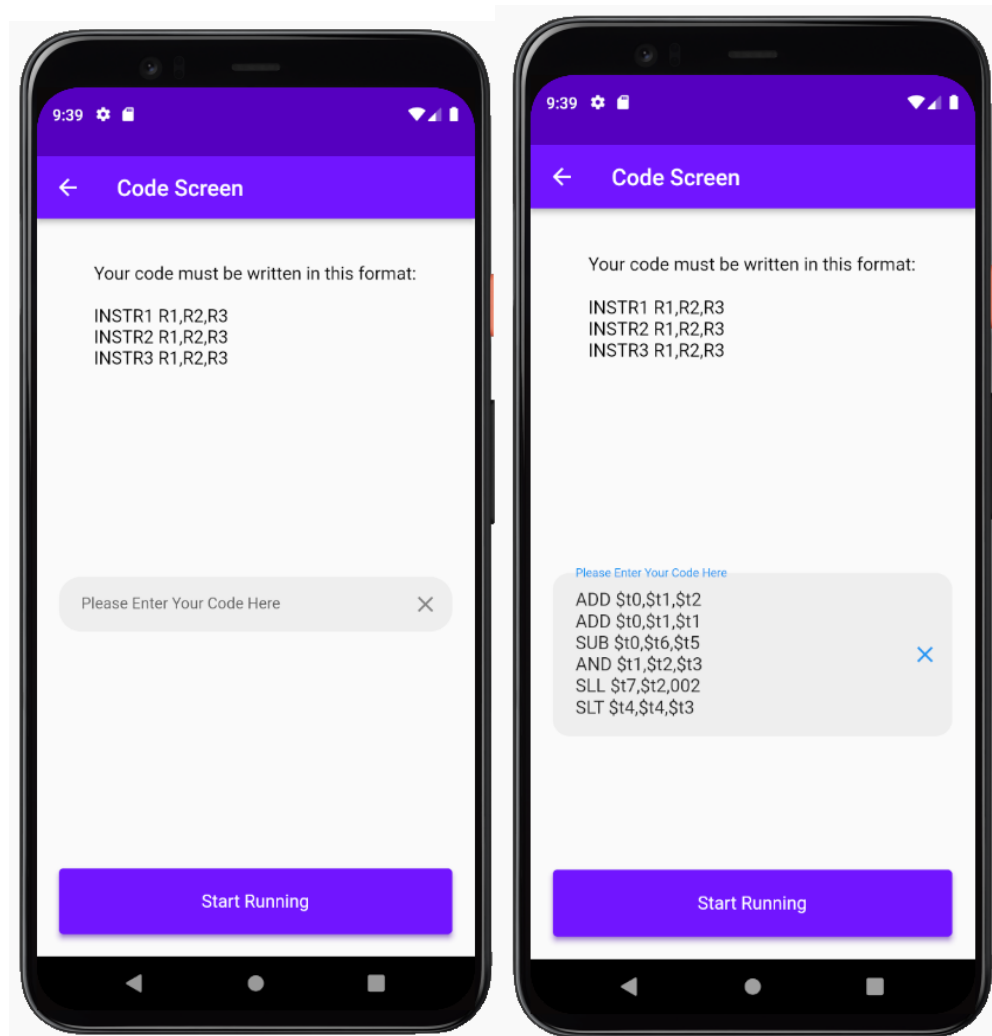 9:39
Code Screen
Your code must be written in this format:
INSTR1 R1,R2,R3
INSTR2 R1,R2,R3
INSTR3 R1,R2,R3
Please Enter Your Code Here
Start Running
9:39
Code Screen
Your code must be written in this format:
INSTR1 R1,R2,R3
INSTR2 R1,R2,R3
INSTR3 R1,R2,R3
Please Enter Your Code Here
ADD $t0,$t1,$t2
ADD $t0,$t1,$t1
SUB $t0,$t6,$t5
AND $t1,$t2,$t3
SLL $t7,$t2,002
SLT $t4,$t4,$t3
Start Running